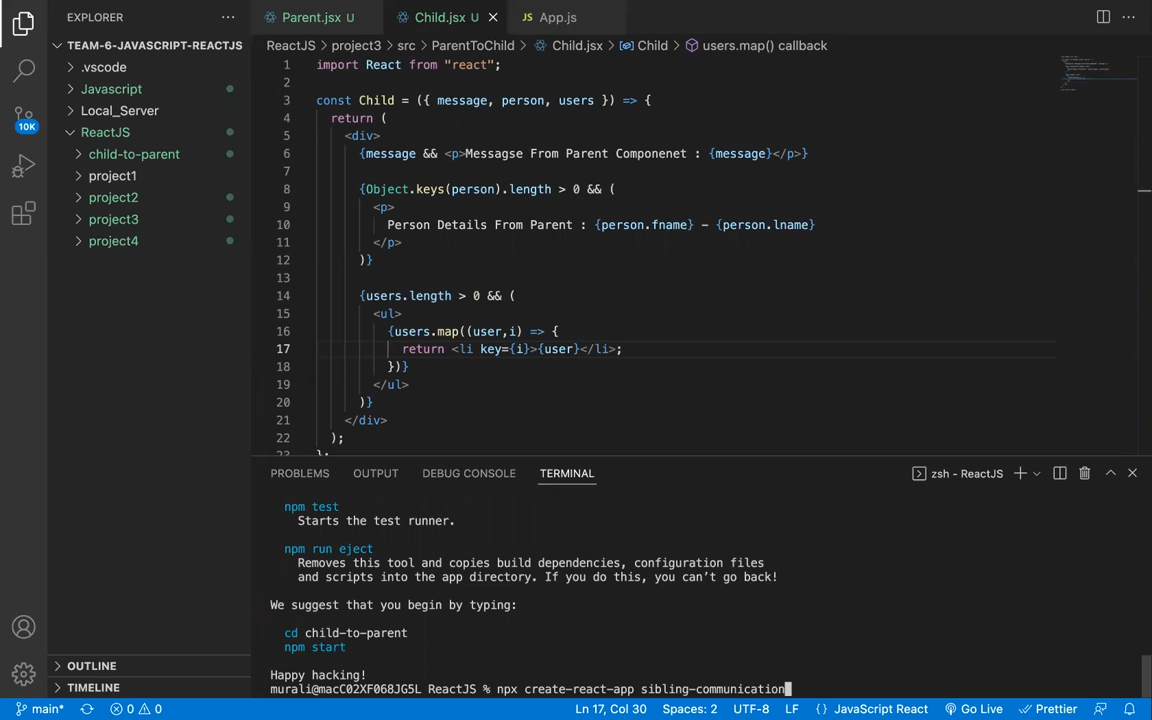 EXPLORER
TEAM-6-JAVASCRIPT-REACTJS
.vscode
Javascript
Local_Server
ReactJS
child-to-parent
project1
project2
project3
project4
OUTLINE
TIMELINE
10K
Parent.jsx U
Child.jsx U
JS App.js
ReactJS > project3 > src > ParentToChild > Child.jsx > Child > users.map() callback
1 import React from "react";
2
3 const Child = ({ message, person, users }) => {
4 return (
5 <div>
6 {message && <p>Messagse From Parent Componenet : {message}</p>}
7
8 {Object.keys(person).length > 0 && (
9 <p>
10 Person Details From Parent : {person.fname} - {person.lname}
11 </p>
12 )}
13
14 {users.length > 0 && (
15 <ul>
16 {users.map((user,i) => {
17 return <li key={i}>{user}</li>;
18 })}
19 </ul>
20 )}
21 </div>
22 );
23 };
PROBLEMS OUTPUT DEBUG CONSOLE TERMINAL
zsh - ReactJS
npm test
Starts the test runner.
npm run eject
Removes this tool and copies build dependencies, configuration files
and scripts into the app directory. If you do this, you can't go back!
We suggest that you begin by typing:
cd child-to-parent
npm start
Happy hacking!
murali@macC02XF068JG5L ReactJS % npx create-react-app sibling-communication
main* 0 0 Ln 17, Col 30 Spaces: 2 UTF-8 LF {} JavaScript React Go Live Prettier